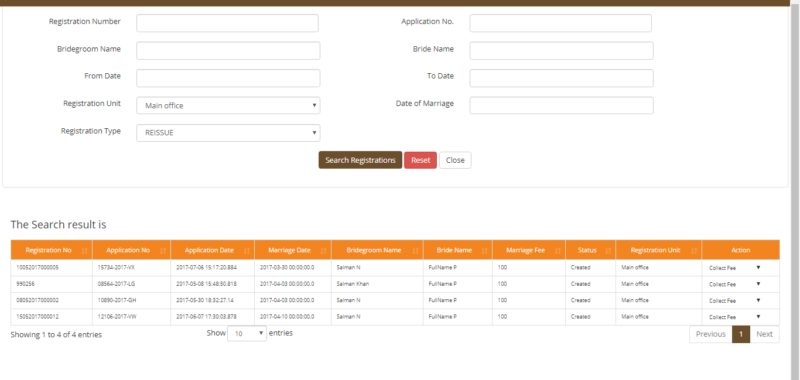 Registration Number Application No.
Bridegroom Name Bride Name
From Date To Date
Registration Unit Main office Date of Marriage
Registration Type REISSUE
Search Registrations Reset Close
The Search result is
Registration No Application No Application Date Marriage Date Bridegroom Name Bride Name Marriage Fee Status Registration Unit Action
10052017000005 15734-2017-VX 2017-07-06 15:17:20.884 2017-03-30 00:00:00.0 Salman N FullName P 100 Created Main office Collect Fee
990256 08564-2017-LG 2017-05-08 15:48:50.818 2017-04-03 00:00:00.0 Salman Khan FullName P 100 Created Main office Collect Fee
08052017000002 10890-2017-GH 2017-05-30 18:32:27.14 2017-04-03 00:00:00.0 Salman N FullName P 100 Created Main office Collect Fee
15052017000012 12106-2017-VW 2017-06-07 17:30:03.878 2017-04-10 00:00:00.0 Salman N FullName P 100 Created Main office Collect Fee
Showing 1 to 4 of 4 entries Show 10 entries Previous 1 Next